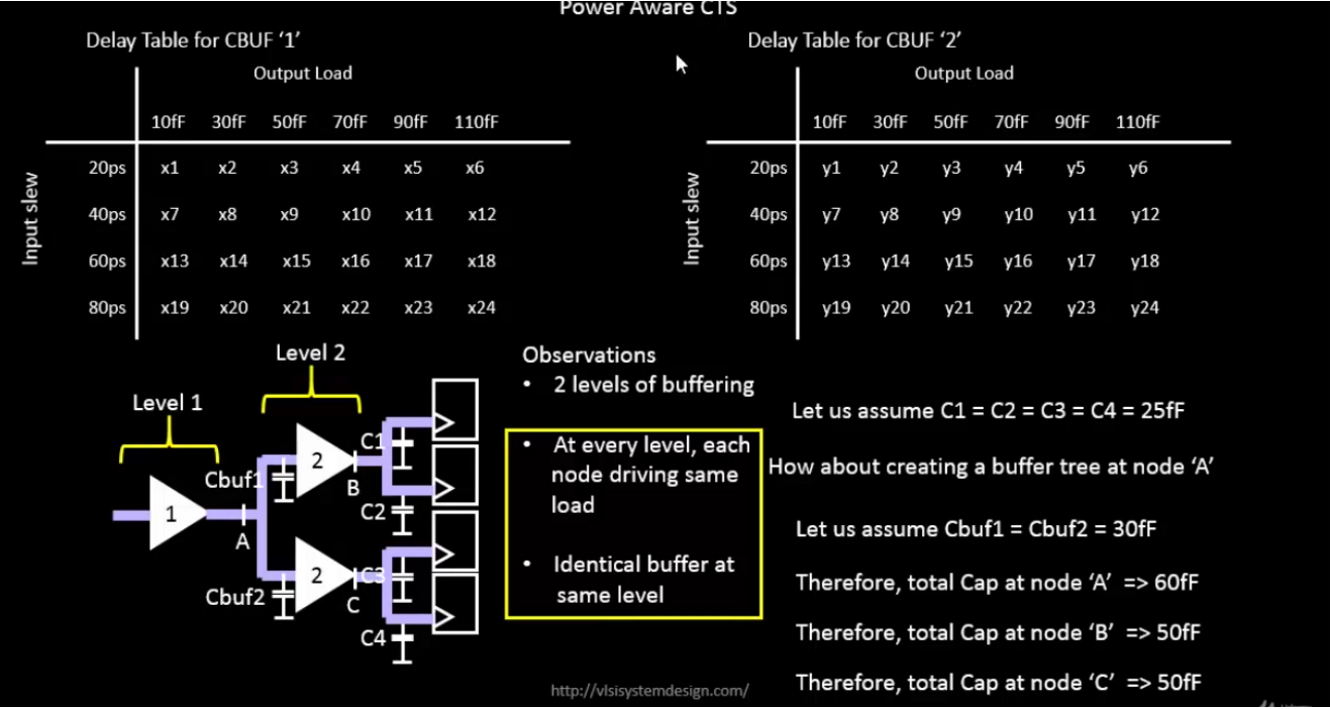 Power Aware CTS
Delay Table for CBUF ‘1’
Output Load
10fF 30fF 50fF 70fF 90fF 110fF
Input slew
20ps x1 x2 x3 x4 x5 x6
40ps x7 x8 x9 x10 x11 x12
60ps x13 x14 x15 x16 x17 x18
80ps x19 x20 x21 x22 x23 x24
Delay Table for CBUF ‘2’
Output Load
10fF 30fF 50fF 70fF 90fF 110fF
Input slew
20ps y1 y2 y3 y4 y5 y6
40ps y7 y8 y9 y10 y11 y12
60ps y13 y14 y15 y16 y17 y18
80ps y19 y20 y21 y22 y23 y24
Level 2
Level 1
C1
Cbuf1
2
B
1
C2
A
2
C3
Cbuf2
C
C4
Observations
• 2 levels of buffering
• At every level, each
node driving same
load
• Identical buffer at
same level
Let us assume C1 = C2 = C3 = C4 = 25fF
How about creating a buffer tree at node ‘A’
Let us assume Cbuf1 = Cbuf2 = 30fF
Therefore, total Cap at node ‘A’ => 60fF
Therefore, total Cap at node ‘B’ => 50fF
Therefore, total Cap at node ‘C’ => 50fF
http://vlsisystemdesign.com/